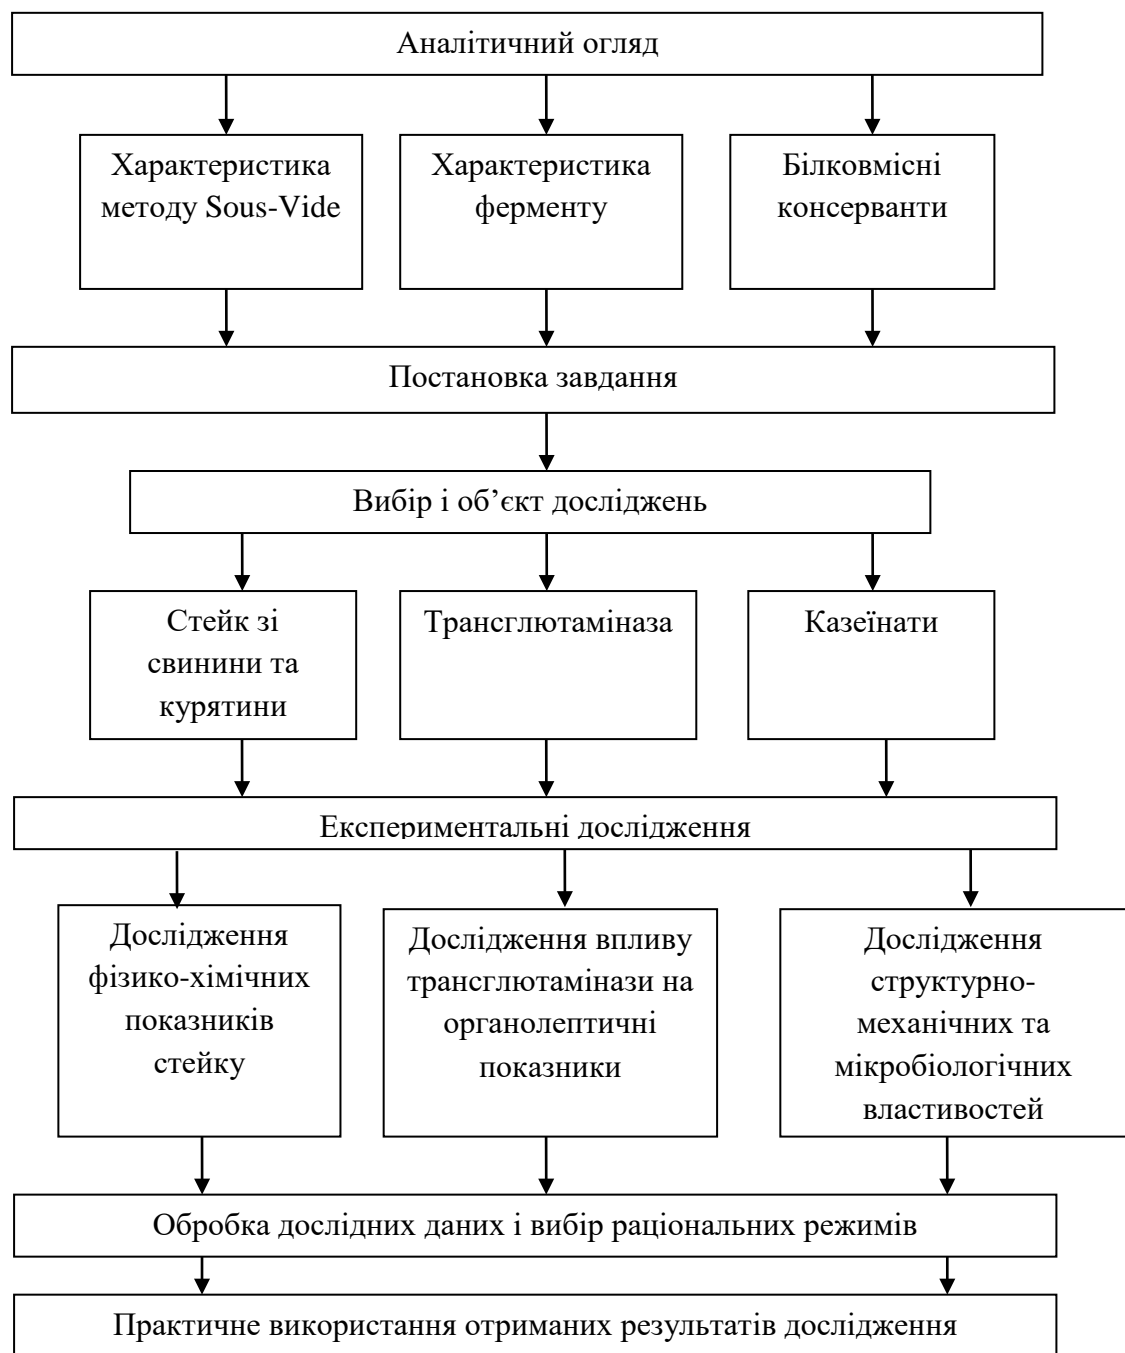 Аналітичний огляд
Характеристика
методу Sous-Vide
Характеристика
ферменту
Білковмісні
консерванти
Постановка завдання
Вибір і об’єкт досліджень
Стейк зі
свинини та
курятини
Трансглютаміназа
Казеїнати
Експериментальні дослідження
Дослідження
фізико-хімічних
показників
стейку
Дослідження впливу
трансглютамінази на
органолептичні
показники
Дослідження
структурно-
механічних та
мікробіологічних
властивостей
Обробка дослідних даних і вибір раціональних режимів
Практичне використання отриманих результатів дослідження